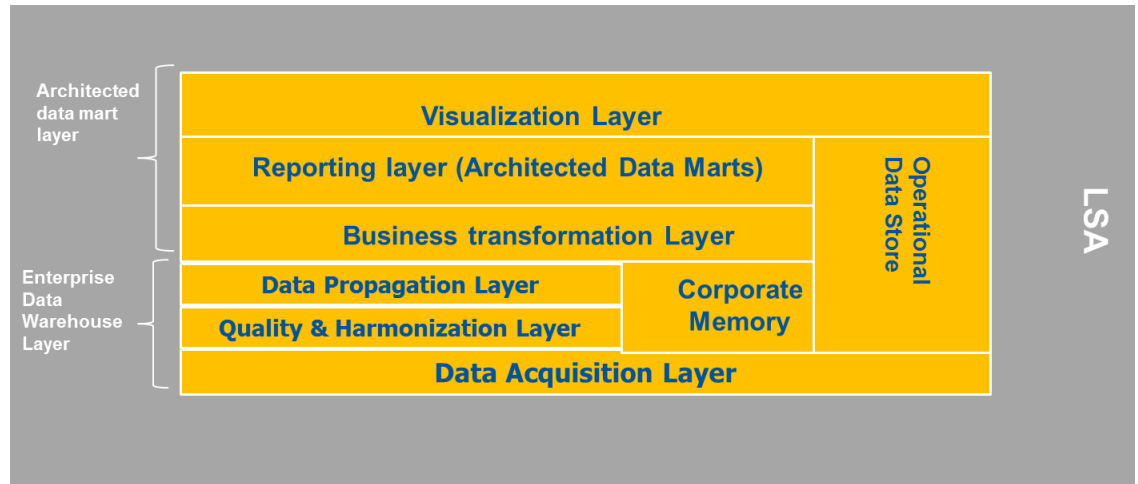 Architected
data mart
layer
Visualization Layer
Reporting layer (Architected Data Marts)
Operational
Data Store
LSA
Business transformation Layer
Enterprise
Data
Warehouse
Layer
Data Propagation Layer
Corporate
Memory
Quality & Harmonization Layer
Data Acquisition Layer